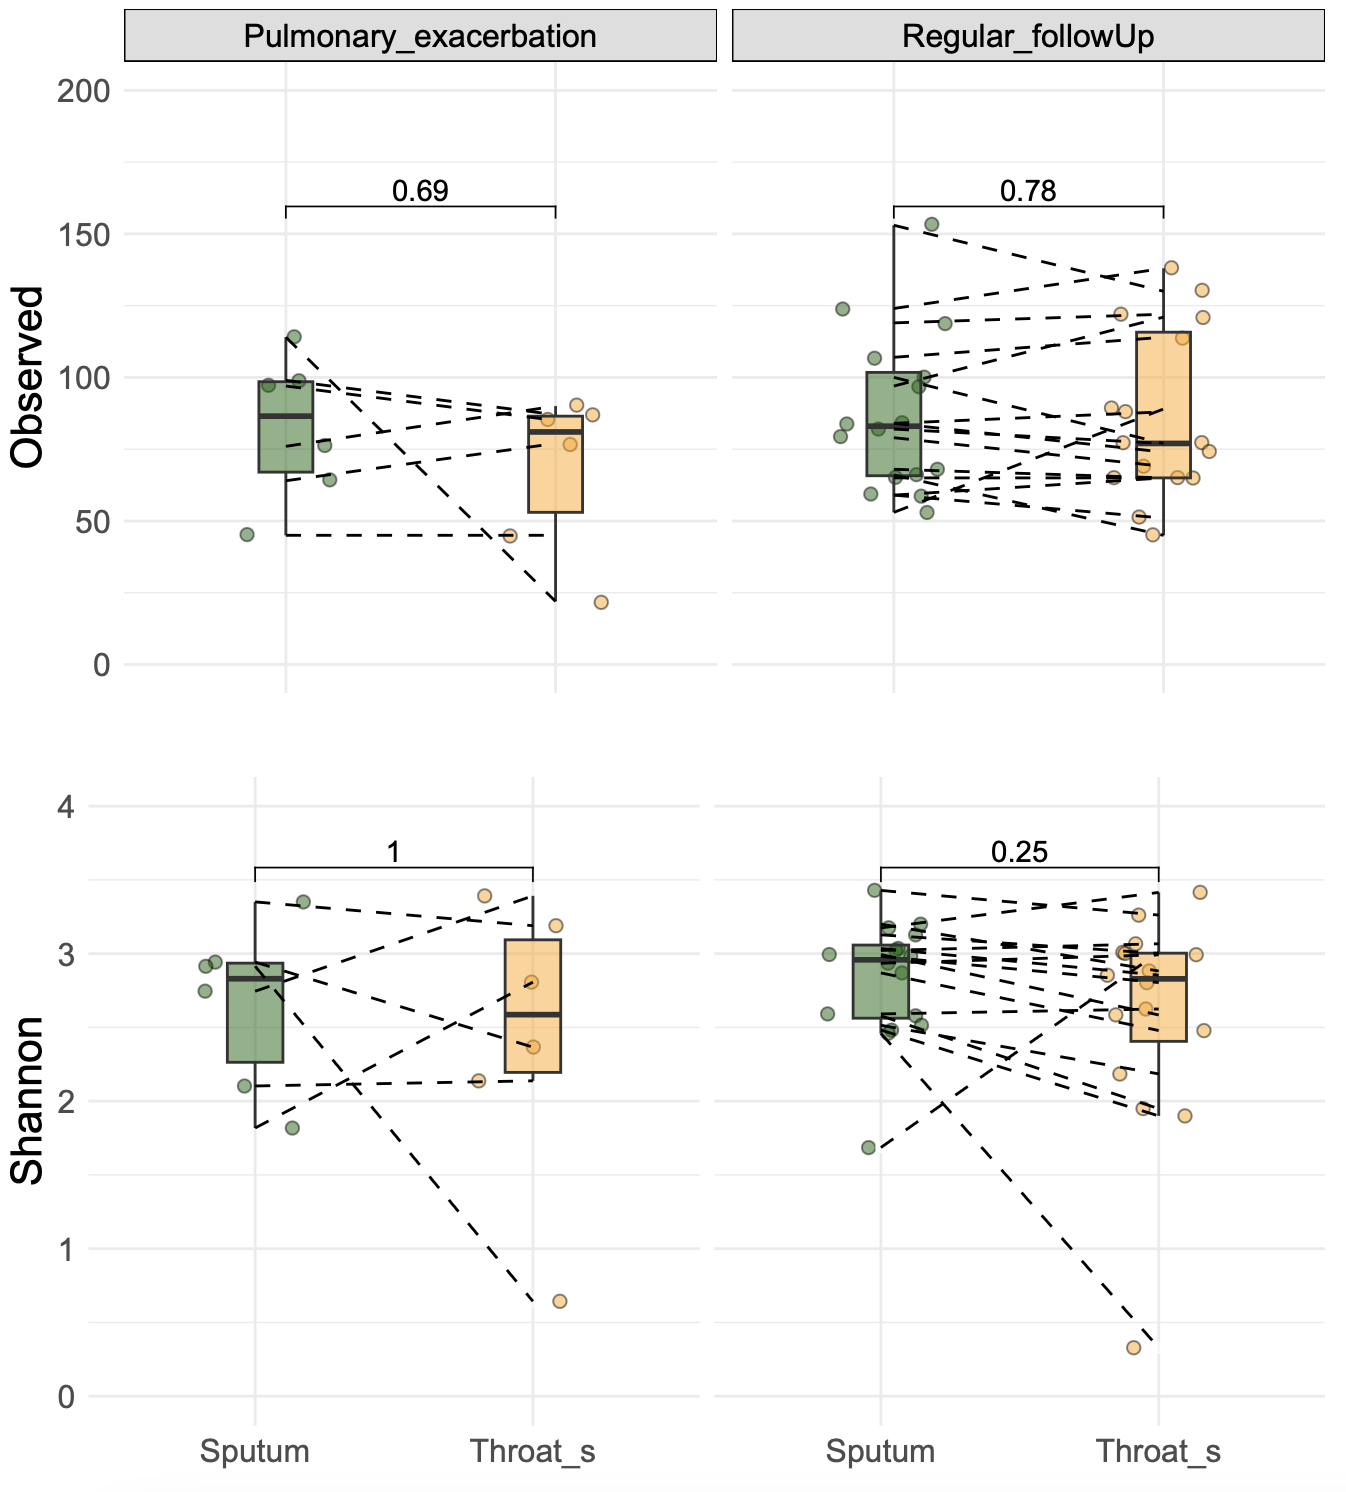 Pulmonary_exacerbation
Regular_followUp
Observed
200
150
100
50
0
0.69
0.78
Shannon
4
3
2
1
0
1
0.25
Sputum
Throat_s
Sputum
Throat_s